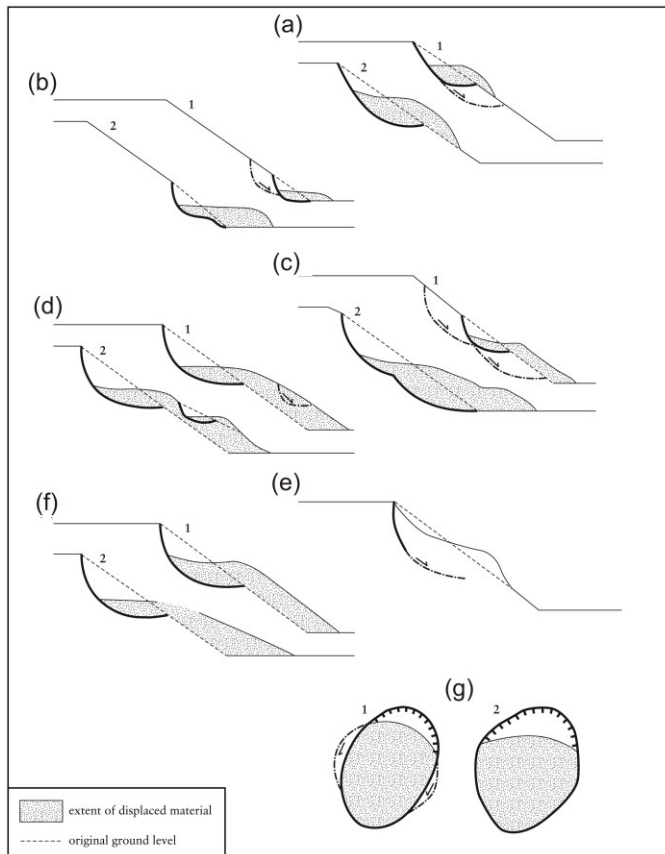 (a)
1
2
(b)
1
2
(c)
1
2
(d)
1
2
(e)
(f)
1
2
(g)
1
2
extent of displaced material
original ground level